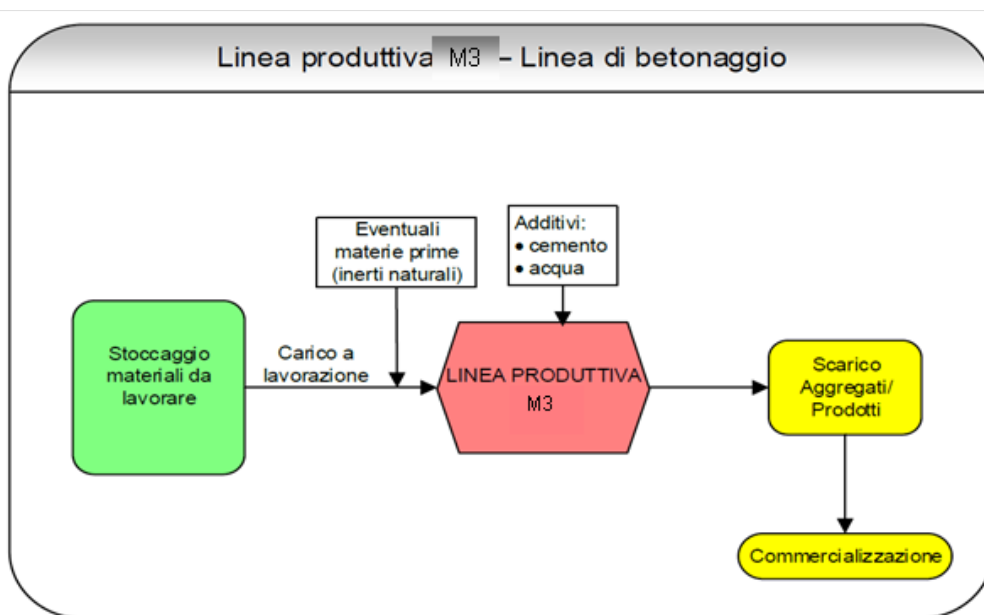 Linea produttiva M3 – Linea di betonaggio
Eventuali
materie prime
(inerti naturali)
Additivi:
• cemento
• acqua
Stoccaggio
materiali da
lavorare
Carico a
lavorazione
LINEA PRODUTTIVA
M3
Scarico
Aggregati/
Prodotti
Commercializzazione